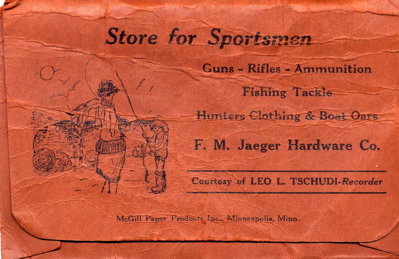 Store for Sportsmen
Guns - Rifles - Ammunition
Fishing Tackle
Hunters Clothing & Boat Oars
F. M. Jaeger Hardware Co.
Courtesy of LEO L. TSCHUDI-Recorder
McGill Paper Products Inc., Minneapolis, Minn.